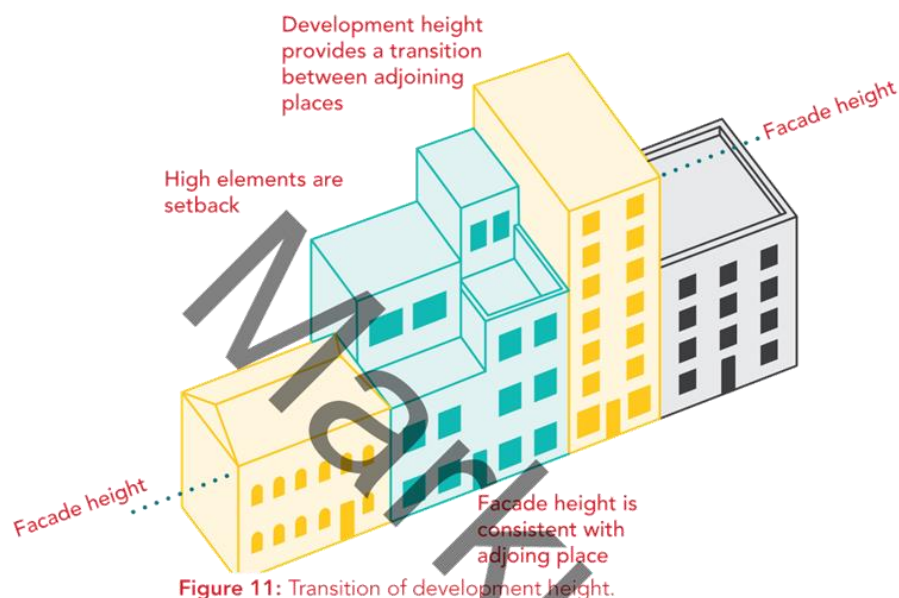 Development height
provides a transition
between adjoining
places
Facade height
High elements are
setback
Facade height
Facade height is
consistent with
adjoing place
Figure 11: Transition of development height.